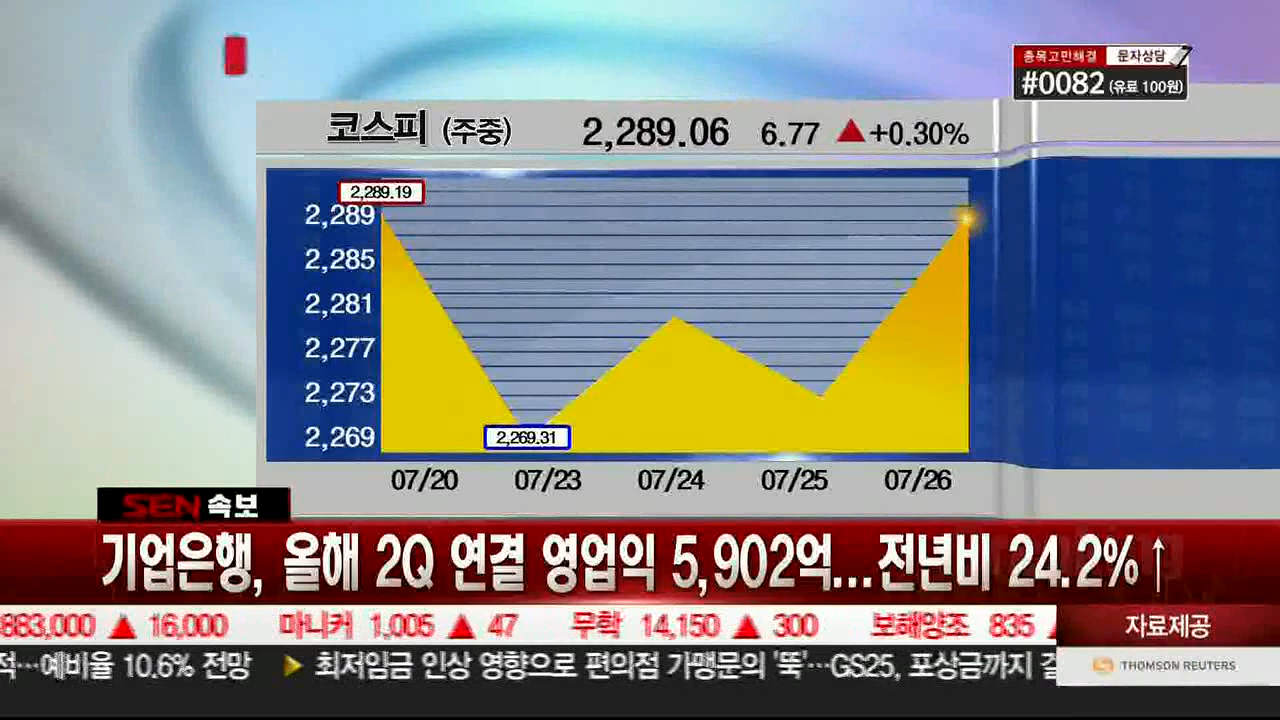 종목고민해결 문자상담
#0082 (유료 100원)
코스피 (주중) 2,289.06 6.77 ▲+0.30%
2,289.19
2,289
2,285
2,281
2,277
2,273
2,269
2,269.31
07/20 07/23 07/24 07/25 07/26
SEN 속보
기업은행, 올해 2Q 연결 영업익 5,902억...전년비 24.2%↑
883,000 ▲ 16,000 마니커 1,005 ▲ 47 무학 14,150 ▲ 300 보해양조 835
자료제공
적…예비율 10.6% 전망 ▶ 최저임금 인상 영향으로 편의점 가맹문의 '뚝'…GS25, 포상금까지
THOMSON REUTERS